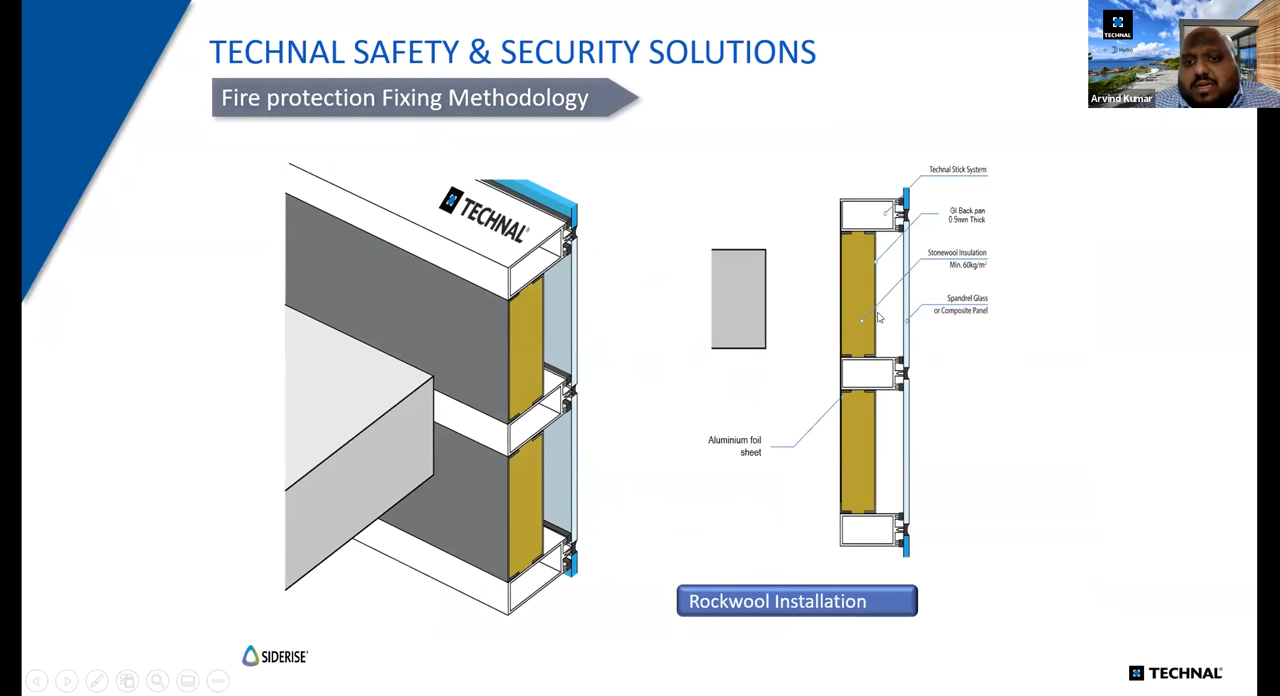 TECHNAL SAFETY & SECURITY SOLUTIONS
Fire protection Fixing Methodology
TECHNAL
Arvind Kumar
TECHNAL®
Technal Stick System
GI Back pan
0.9mm Thick
Stonewool Insulation
Min. 60kg/m²
Spandrel Glass
or Composite Panel
Aluminium foil
sheet
Rockwool Installation
SIDERISE
TECHNAL